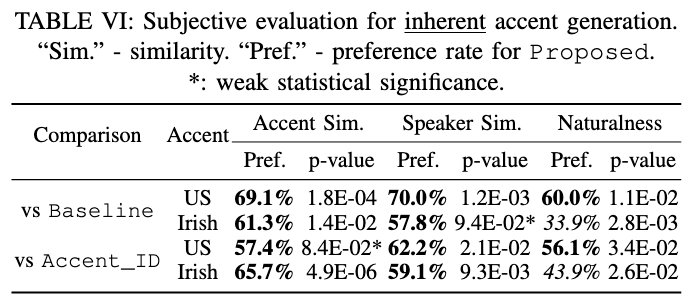 TABLE VI: Subjective evaluation for inherent accent generation.
“Sim.” - similarity. “Pref.” - preference rate for Proposed.
*: weak statistical significance.
Comparison Accent Accent Sim. Speaker Sim. Naturalness
Pref. p-value Pref. p-value Pref. p-value
vs Baseline US 69.1% 1.8E-04 70.0% 1.2E-03 60.0% 1.1E-02
Irish 61.3% 1.4E-02 57.8% 9.4E-02* 33.9% 2.8E-03
vs Accent_ID US 57.4% 8.4E-02* 62.2% 2.1E-02 56.1% 3.4E-02
Irish 65.7% 4.9E-06 59.1% 9.3E-03 43.9% 2.6E-02